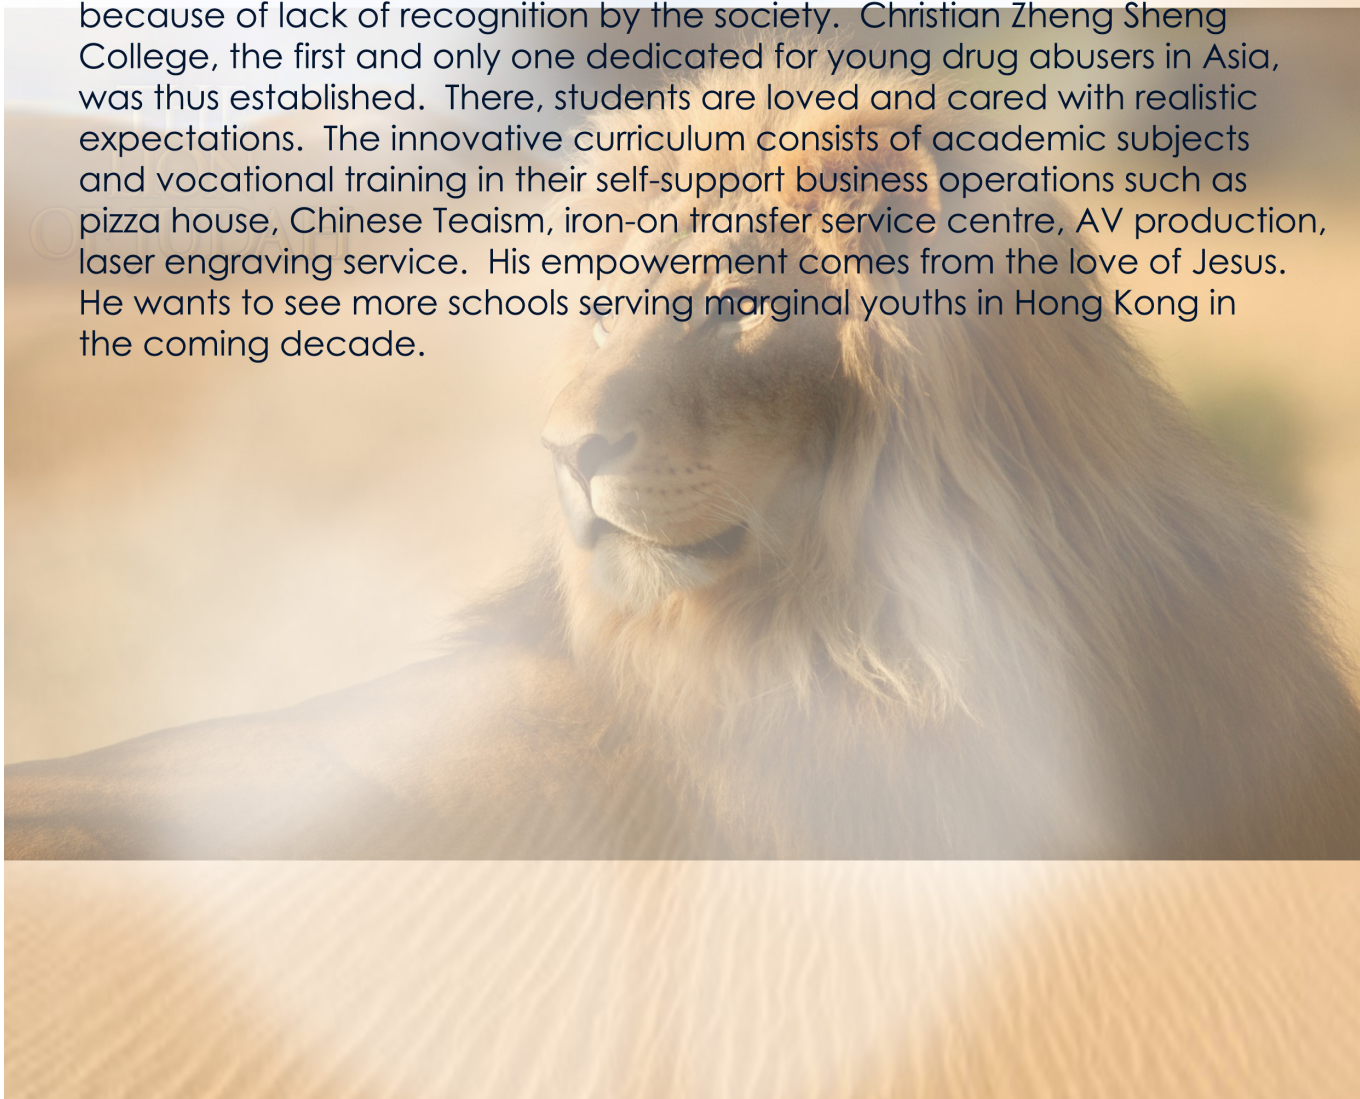 because of lack of recognition by the society.  Christian Zheng Sheng
College, the first and only one dedicated for young drug abusers in Asia,
was thus established.  There, students are loved and cared with realistic
expectations.  The innovative curriculum consists of academic subjects
and vocational training in their self-support business operations such as
pizza house, Chinese Teaism, iron-on transfer service centre, AV production,
laser engraving service.  His empowerment comes from the love of Jesus.
He wants to see more schools serving marginal youths in Hong Kong in
the coming decade.